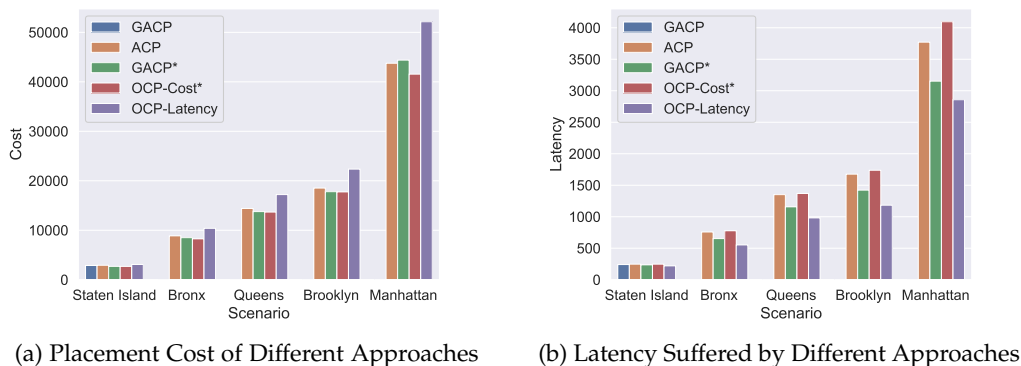 50000
40000
30000
20000
10000
0
Cost
GACP
ACP
GACP*
OCP-Cost*
OCP-Latency
Staten Island Bronx Queens Brooklyn Manhattan
Scenario
(a) Placement Cost of Different Approaches
4000
3500
3000
2500
2000
1500
1000
500
0
Latency
GACP
ACP
GACP*
OCP-Cost*
OCP-Latency
Staten Island Bronx Queens Brooklyn Manhattan
Scenario
(b) Latency Suffered by Different Approaches